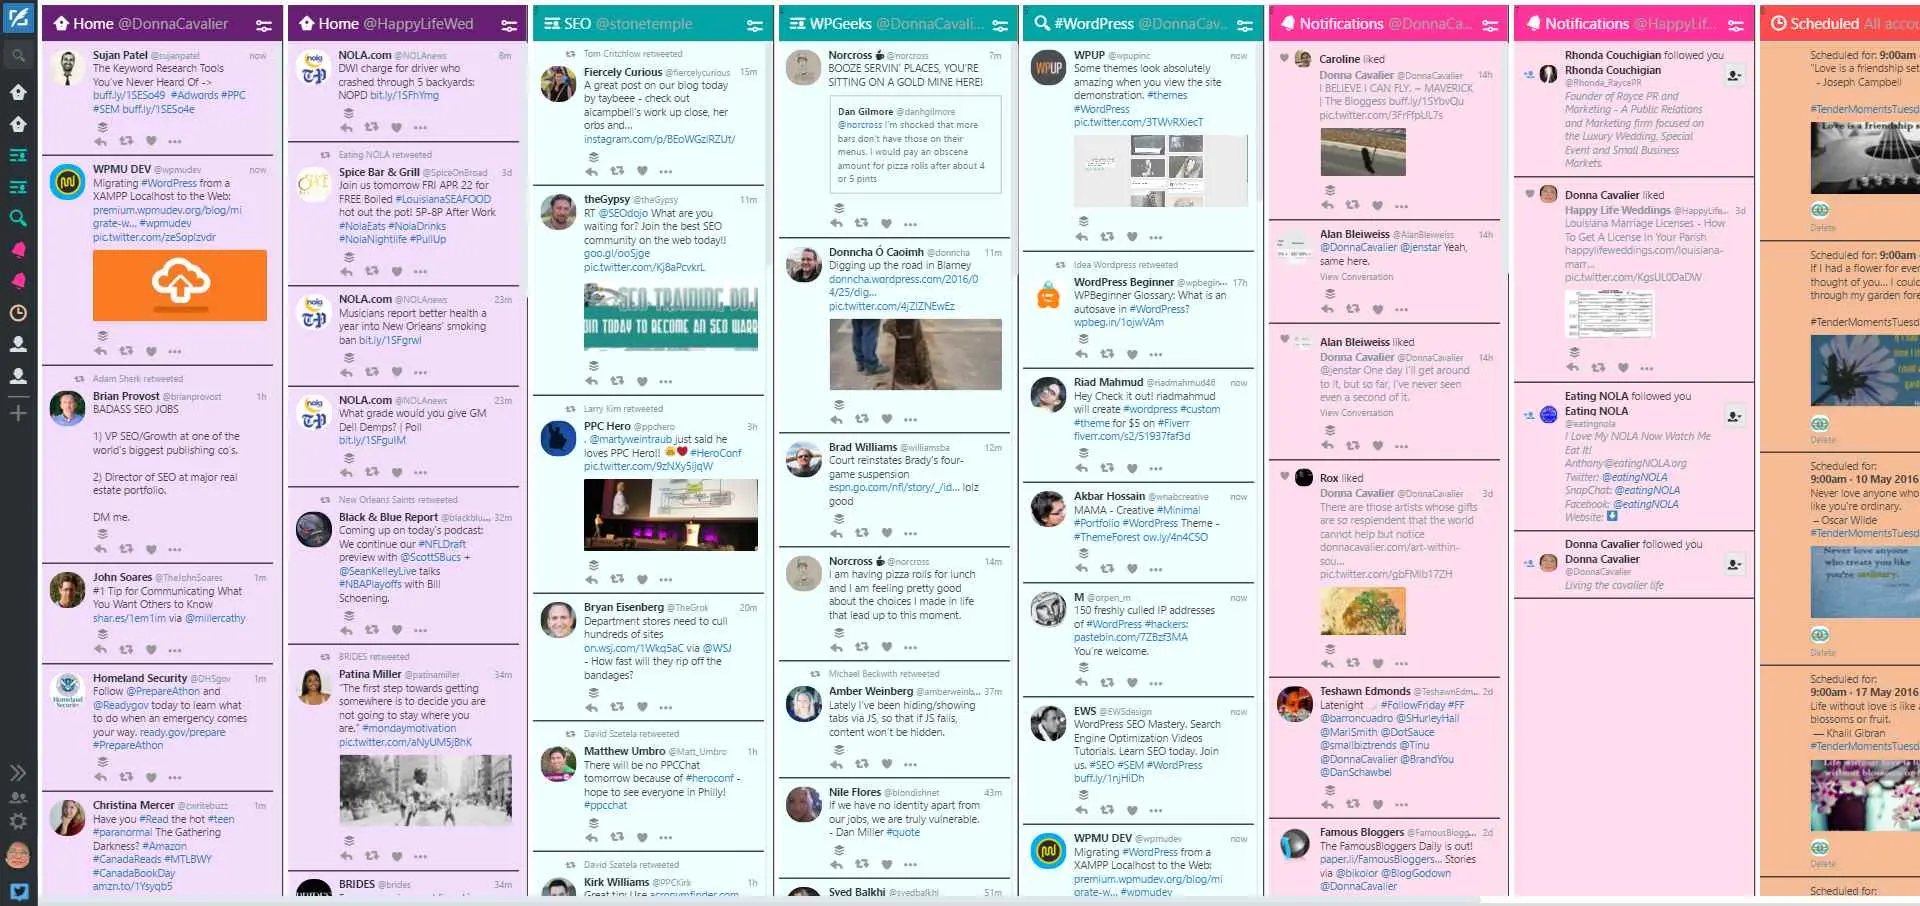 Home @DonnaCavalier
Sujan Patel @sujanpatel now
The Keyword Research Tools
You've Never Heard Of ->
buff.ly/1SESo49 #Adwords #PPC
#SEM buff.ly/1SESo4e
WPMU DEV @wpmudev now
Migrating #WordPress from a
XAMPP Localhost to the Web:
premium.wpmudev.org/blog/mi
grate-w... #wpmudev
pic.twitter.com/zeSoplzvdr
Adam Sherk retweeted
Brian Provost @brianprovost 1h
BADASS SEO JOBS
1) VP SEO/Growth at one of the
world's biggest publishing co's.
2) Director of SEO at major real
estate portfolio.
DM me.
John Soares @TheJohnSoares 1m
#1 Tip for Communicating What
You Want Others to Know
shar.es/1em1im via @millercathy
Homeland Security @DHSgov 1m
Follow @PrepareAthon and
@Readygov today to learn what
to do when an emergency comes
your way. ready.gov/prepare
#PrepareAthon
Christina Mercer @cwritebuzz 1m
Have you #Read the hot #teen
#paranormal The Gathering
Darkness? #Amazon
#CanadaReads #MTLBWY
#CanadaBookDay
amzn.to/1Ysyqb5
Home @HappyLifeWed
NOLA.com @NOLAnews 8m
DWI charge for driver who
crashed through 5 backyards:
NOPD bit.ly/1SFhYmg
Eating NOLA retweeted
Spice Bar & Grill @SpiceOnBroad 3d
Join us tomorrow FRI APR 22 for
FREE Boiled #LouisianaSEAFOOD
hot out the pot! 5P-8P After Work
#NolaEats #NolaDrinks
#NolaNightlife #PullUp
NOLA.com @NOLAnews 23m
Musicians report better health a
year into New Orleans' smoking
ban bit.ly/1SFgrwI
NOLA.com @NOLAnews 23m
What grade would you give GM
Dell Demps? | Poll
bit.ly/1SFguIM
New Orleans Saints retweeted
Black & Blue Report @blackblu... 32m
Coming up on today's podcast:
We continue our #NFLDraft
preview with @ScottSBucs +
@SeanKelleyLive talks
#NBAPlayoffs with Bill
Schoening.
BRIDES retweeted
Patina Miller @patinamiller 34m
"The first step towards getting
somewhere is to decide you are
not going to stay where you
are." #mondaymotivation
pic.twitter.com/aNyUM5JBhK
BRIDES @brides 34m
SEO @stonetemple
Tom Critchlow retweeted
Fiercely Curious @fiercelycurious 15m
A great post on our blog today
by taybeee - check out
aicampbell's work up close, her
orbs and...
instagram.com/p/BEoWGziRZUt/
theGypsy @theGypsy 11m
RT @SEOdojo What are you
waiting for? Join the best SEO
community on the web today!!
goo.gl/ooSjge
pic.twitter.com/Kj8aPcvkrL
SEO TRAINING DOJ
OIN TODAY TO BECOME AN SEO WARR
Larry Kim retweeted
PPC Hero @ppchero 3h
. @martyweintraub just said he
loves PPC Hero!! #HeroConf
pic.twitter.com/9zNXy5ijqW
Bryan Eisenberg @TheGrok 20m
Department stores need to cull
hundreds of sites
on.wsj.com/1Wkq5aC via @WSJ
- How fast will they rip off the
bandages?
David Szetela retweeted
Matthew Umbro @Matt_Umbro 1h
There will be no PPCChat
tomorrow because of #heroconf -
hope to see everyone in Philly!
#ppcchat
David Szetela retweeted
Kirk Williams @PPCKirk 1h
Great tip: Use acronymfinder.com
WPGeeks @DonnaCavali...
Norcross @norcross 7m
BOOZE SERVIN' PLACES, YOU'RE
SITTING ON A GOLD MINE HERE!
Dan Gilmore @danhgilmore
@norcross I'm shocked that more
bars don't have those on their
menus. I would pay an obscene
amount for pizza rolls after about 4
or 5 pints
Donncha Ó Caoimh @donncha 11m
Digging up the road in Blarney
donncha.wordpress.com/2016/04
4/25/dig...
pic.twitter.com/4jZIZNEwEz
Brad Williams @williamsba 12m
Court reinstates Brady's four-
game suspension
espn.go.com/nfl/story/_/id... lolz
good
Norcross @norcross 14m
I am having pizza rolls for lunch
and I am feeling pretty good
about the choices I made in life
that lead up to this moment.
Michael Beckwith retweeted
Amber Weinberg @amberweinb... 37m
Lately I've been hiding/showing
tabs via JS, so that if JS fails,
content won't be hidden.
Nile Flores @blondishnet 43m
If we have no identity apart from
our jobs, we are truly vulnerable.
- Dan Miller #quote
Syed Balkhi @syedbalkhi 51m
#WordPress @DonnaCav...
WPUP @wpupinc now
Some themes look absolutely
amazing when you view the site
demonstration. #themes
#WordPress
pic.twitter.com/3TWvRXiecT
Idea Wordpress retweeted
WordPress Beginner @wpbegin... 17h
WPBeginner Glossary: What is an
autosave in #WordPress?
wpbeg.in/1ojwVAm
Riad Mahmud @riadmahmud46 now
Hey Check it out! riadmahmud
will create #wordpress #custom
#theme for $5 on #Fiverr
fiverr.com/s2/51937faf3d
Akbar Hossain @wnabcreative now
MAMA - Creative #Minimal
#Portfolio #WordPress Theme -
#ThemeForest ow.ly/4n4CSO
M @orpen_m now
150 freshly culled IP addresses
of #WordPress #hackers:
pastebin.com/7ZBzf3MA
You're welcome.
EWS @EWSdesign now
WordPress SEO Mastery. Search
Engine Optimization Videos
Tutorials. Learn SEO today. Join
us. #SEO #SEM #WordPress
buff.ly/1njHiDh
WPMU DEV @wpmudev now
Migrating #WordPress from a
XAMPP Localhost to the Web:
premium.wpmudev.org/blog/mi
grate-w... #wpmudev
Notifications @DonnaCa...
Caroline liked
Donna Cavalier @DonnaCavalier 14h
I BELIEVE I CAN FLY. ~ MAVERICK
| The Bloggess buff.ly/1SYbvQu
pic.twitter.com/3FrFfpUL7s
Alan Bleiweiss @AlanBleiweiss 14h
@DonnaCavalier @jenstar Yeah,
same here.
View Conversation
Alan Bleiweiss liked
Donna Cavalier @DonnaCavalier 14h
@jenstar One day I'll get around
to it, but so far, I've never seen
even a second of it.
View Conversation
Rox liked
Donna Cavalier @DonnaCavalier 3d
There are those artists whose gifts
are so resplendent that the world
cannot help but notice
donnacavalier.com/art-within-
sou...
pic.twitter.com/gbFMib17ZH
Teshawn Edmonds @TeshawnEdm... 2d
Latenight #FollowFriday #FF
@barroncuadro @SHurleyHall
@MariSmith @DotSauce
@smallbiztrends @Tinu
@DonnaCavalier @BrandYou
@DanSchawbel
Famous Bloggers @FamousBlogg... 2d
The FamousBloggers Daily is out!
paper.li/FamousBloggers... Stories
via @bikoior @BlogGodown
@DonnaCavalier
Notifications @HappyLif...
Rhonda Couchigian followed you
Rhonda Couchigian
@Rhonda_RaycePR
Founder of Rayce PR and
Marketing - A Public Relations
and Marketing firm focused on
the Luxury Wedding, Special
Event and Small Business
Markets.
Donna Cavalier liked
Happy Life Weddings @HappyLife... 3d
Louisiana Marriage Licenses - How
To Get A License In Your Parish
happylifeweddings.com/louisiana-
marr...
pic.twitter.com/KgsUL0DaDW
Eating NOLA followed you
Eating NOLA
@eatingnola
I Love My NOLA Now Watch Me
Eat It!
Anthony@eatingNOLA.org
Twitter: @eatingNOLA
SnapChat: @eatingNOLA
Facebook: @eatingNOLA
Website:
Donna Cavalier followed you
Donna Cavalier
@DonnaCavalier
Living the cavalier life
Scheduled All accou
Scheduled for: 9:00am
"Love is a friendship set
- Joseph Campbell
#TenderMomentsTuesd
Love is a friendship s
Delete
Scheduled for: 9:00am -
If I had a flower for ever
thought of you... I could
through my garden fore
#TenderMomentsTuesd
Delete
Scheduled for:
9:00am - 10 May 2016
Never love anyone who
like you're ordinary.
– Oscar Wilde
#TenderMomentsTuesd
Never love anyone
who treats you like
you're ordinary.
Delete
Scheduled for:
9:00am - 17 May 2016
Life without love is like
blossoms or fruit.
— Khalil Gibran
#TenderMomentsTuesd
Life without love is l
Delete
Scheduled for: